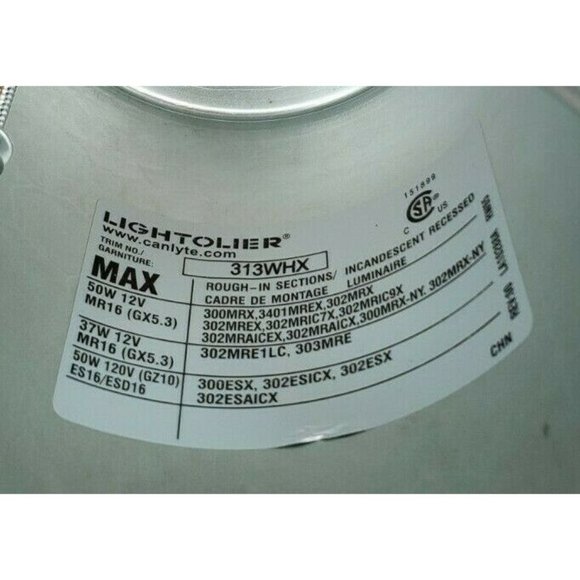 151899
C US
LIGHTOLIER®
www.canlyte.com
TRIM NO./
GARNITURE:
313WHX
MAX
ROUGH-IN SECTIONS/ INCANDESCENT RECESSED
CADRE DE MONTAGE LUMINAIRE
50W 12V
MR16 (GX5.3)
300MRX,3401MREX,302MRX
302MREX,302MRIC7X,302MRIC9X
302MRAICEX,302MRAICX,300MRX-NY, 302MRX-NY
37W 12V
MR16 (GX5.3)
302MRE1LC, 303MRE
50W 120V (GZ10)
ES16/ESD16
300ESX, 302ESICX, 302ESX
302ESAICX
CHN